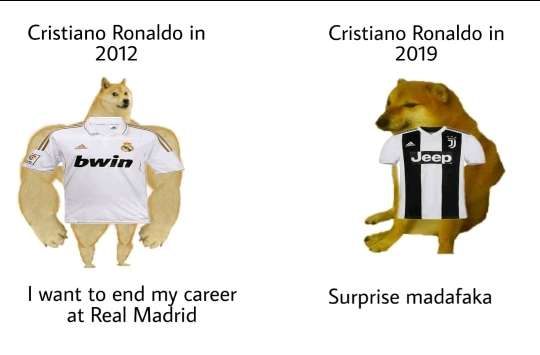 Cristiano Ronaldo in
2012
Cristiano Ronaldo in
2019
bwin
Jeep
I want to end my career
at Real Madrid
Surprise madafaka